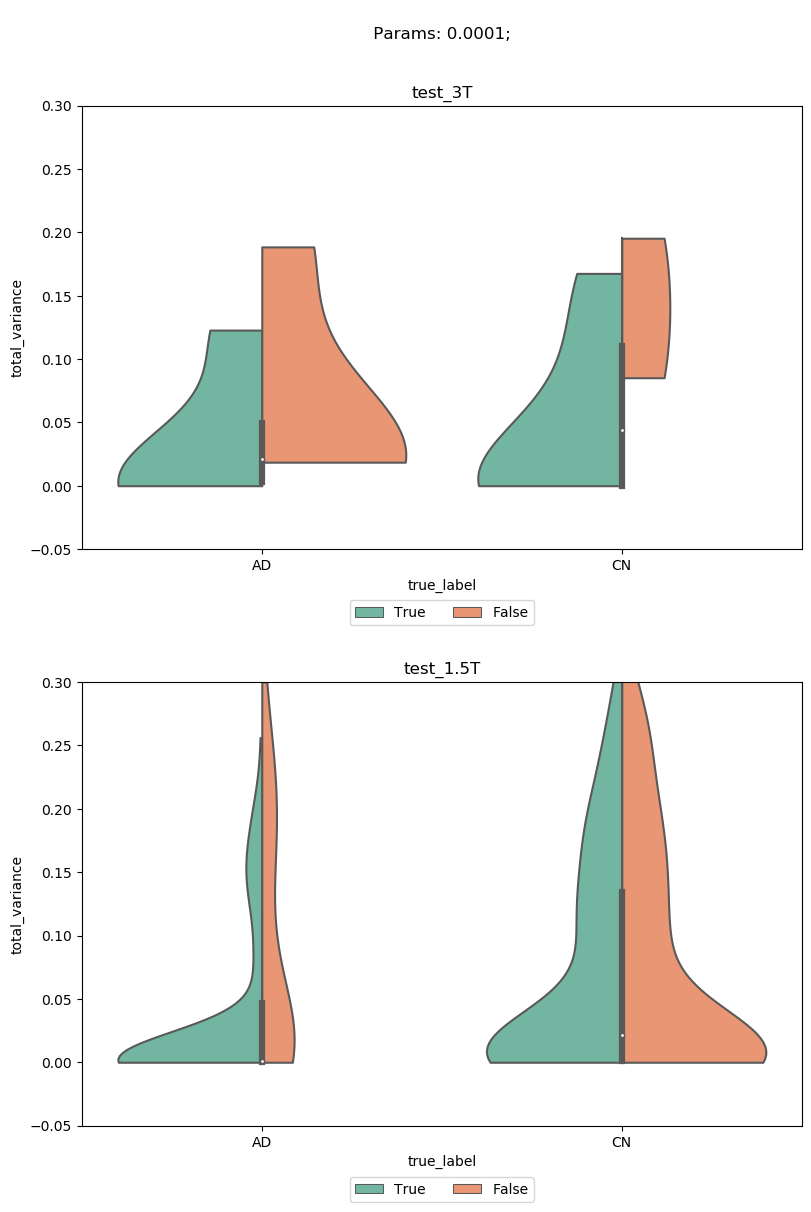 Params: 0.0001;
test_3T
0.30
0.25
0.20
0.15
0.10
0.05
0.00
−0.05
total_variance
AD CN
true_label
True False
test_1.5T
0.30
0.25
0.20
0.15
0.10
0.05
0.00
−0.05
total_variance
AD CN
true_label
True False